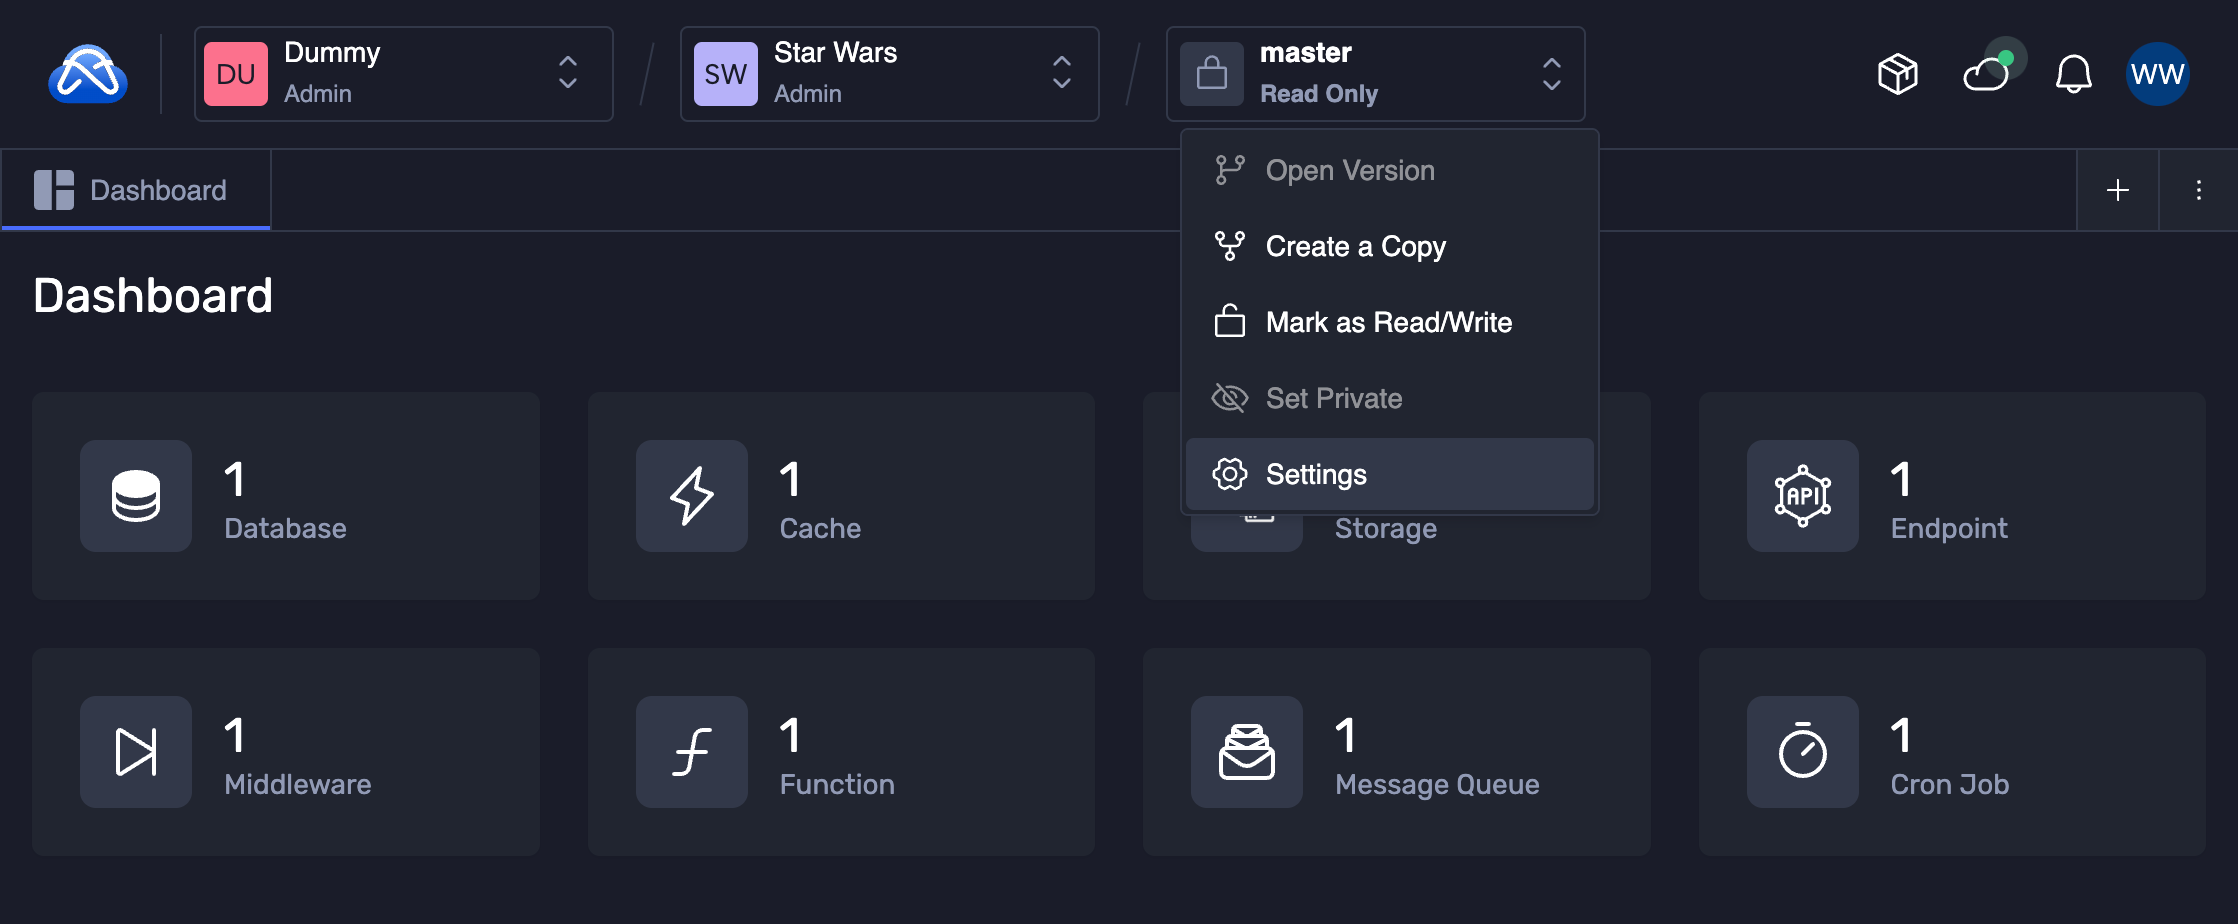 DU
Dummy
Admin
SW
Star Wars
Admin
master
Read Only
WW
Dashboard
Open Version
Create a Copy
Mark as Read/Write
Set Private
Settings
Dashboard
1
Database
1
Cache
Storage
API
1
Endpoint
1
Middleware
1
Function
1
Message Queue
1
Cron Job